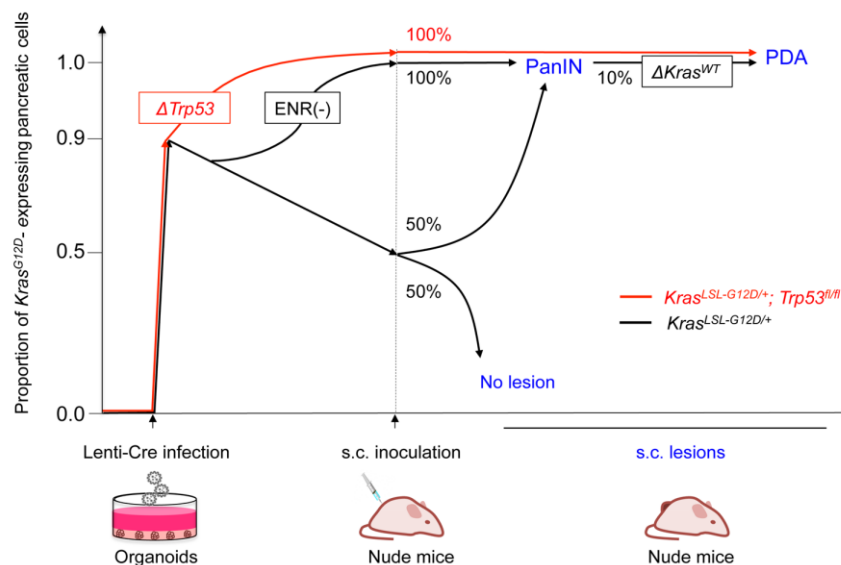 Proportion of KrasG12D- expressing pancreatic cells
1.0
0.9
0.5
0.0
100%
ΔTrp53
ENR(-)
100%
PanIN
10%
ΔKrasWT
PDA
50%
50%
No lesion
KrasLSL-G12D/+; Trp53fl/fl
KrasLSL-G12D/+
Lenti-Cre infection
s.c. inoculation
s.c. lesions
Organoids
Nude mice
Nude mice